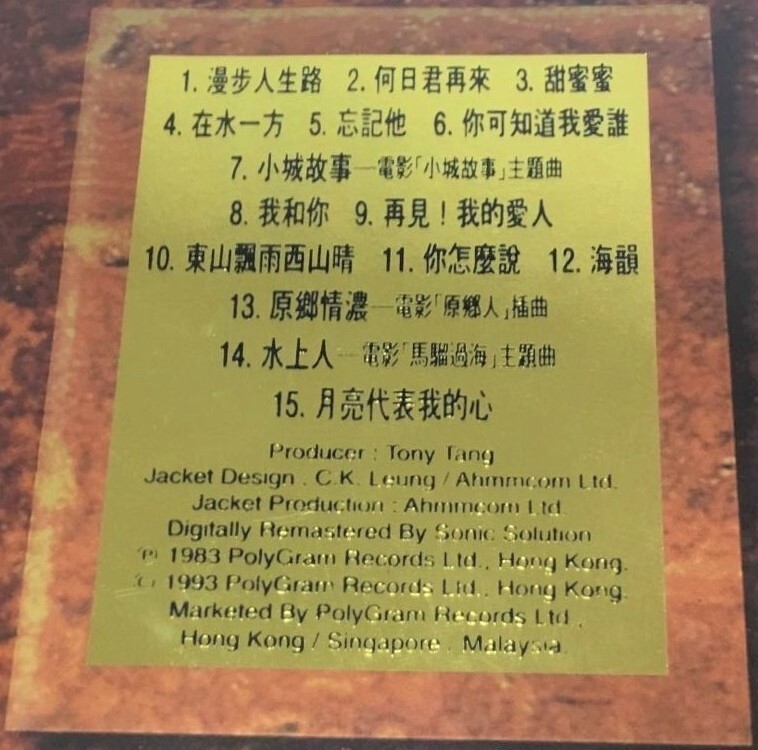 1. 漫步人生路 2. 何日君再來 3. 甜蜜蜜
4. 在水一方 5. 忘記他 6. 你可知道我愛誰
7. 小城故事—電影「小城故事」主題曲
8. 我和你 9. 再見！我的愛人
10. 東山飄雨西山晴 11. 你怎麼說 12. 海韻
13. 原鄉情濃—電影「原鄉人」插曲
14. 水上人—電影「馬騮過海」主題曲
15. 月亮代表我的心
Producer : Tony Tang
Jacket Design : C.K. Leung / Ahmmcom Ltd.
Jacket Production : Ahmmcom Ltd.
Digitally Remastered By Sonic Solution
℗ 1983 PolyGram Records Ltd., Hong Kong.
© 1993 PolyGram Records Ltd., Hong Kong.
Marketed By PolyGram Records Ltd.,
Hong Kong / Singapore, Malaysia.